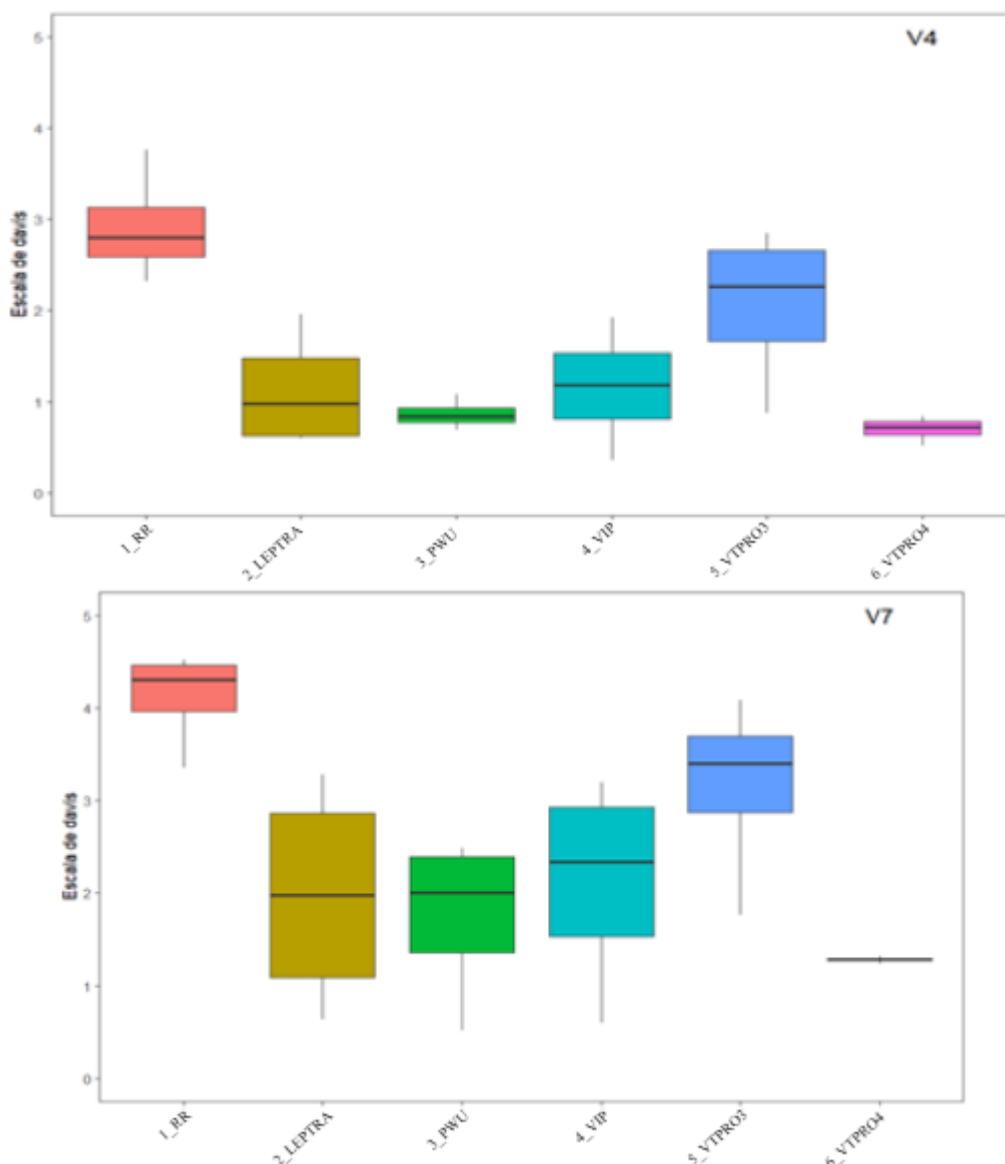 V4
5
4
3
2
1
0
Escala de davis
1_RR
2_LEPTRA
3_PWU
4_VIP
5_VTPRO3
6_VTPRO4
V7
5
4
3
2
1
0
Escala de davis
1_RR
2_LEPTRA
3_PWU
4_VIP
5_VTPRO3
6_VTPRO4